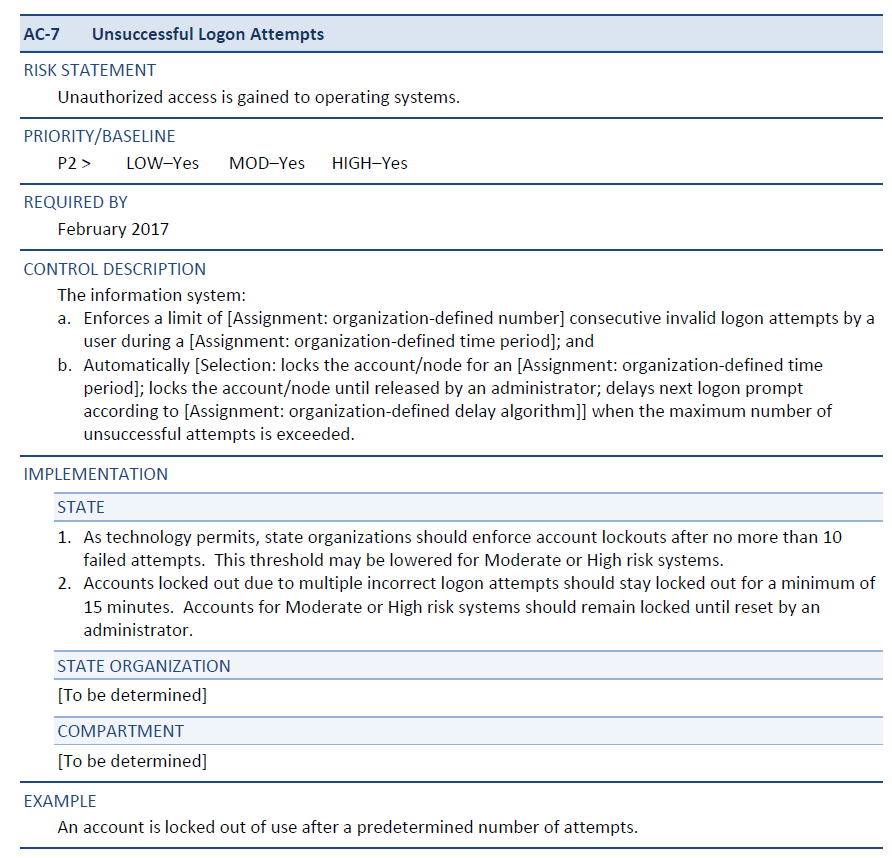 AC-7 Unsuccessful Logon Attempts
RISK STATEMENT
Unauthorized access is gained to operating systems.
PRIORITY/BASELINE
P2 > LOW–Yes MOD–Yes HIGH–Yes
REQUIRED BY
February 2017
CONTROL DESCRIPTION
The information system:
a. Enforces a limit of [Assignment: organization-defined number] consecutive invalid logon attempts by a
user during a [Assignment: organization-defined time period]; and
b. Automatically [Selection: locks the account/node for an [Assignment: organization-defined time
period]; locks the account/node until released by an administrator; delays next logon prompt
according to [Assignment: organization-defined delay algorithm]] when the maximum number of
unsuccessful attempts is exceeded.
IMPLEMENTATION
STATE
1. As technology permits, state organizations should enforce account lockouts after no more than 10
failed attempts. This threshold may be lowered for Moderate or High risk systems.
2. Accounts locked out due to multiple incorrect logon attempts should stay locked out for a minimum of
15 minutes. Accounts for Moderate or High risk systems should remain locked until reset by an
administrator.
STATE ORGANIZATION
[To be determined]
COMPARTMENT
[To be determined]
EXAMPLE
An account is locked out of use after a predetermined number of attempts.